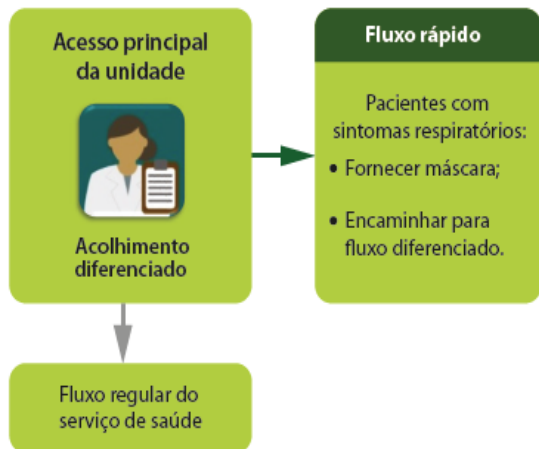 Acesso principal
da unidade
Acolhimento
diferenciado
Fluxo rápido
Pacientes com
sintomas respiratórios:
• Fornecer máscara;
• Encaminhar para
fluxo diferenciado.
Fluxo regular do
serviço de saúde